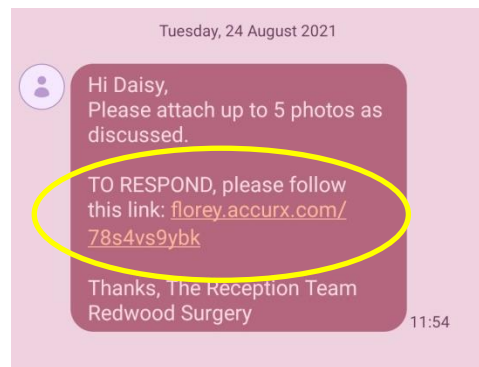 Tuesday, 24 August 2021
Hi Daisy,
Please attach up to 5 photos as
discussed.
TO RESPOND, please follow
this link: florey.accurx.com/
78s4vs9ybk
Thanks, The Reception Team
Redwood Surgery
11:54